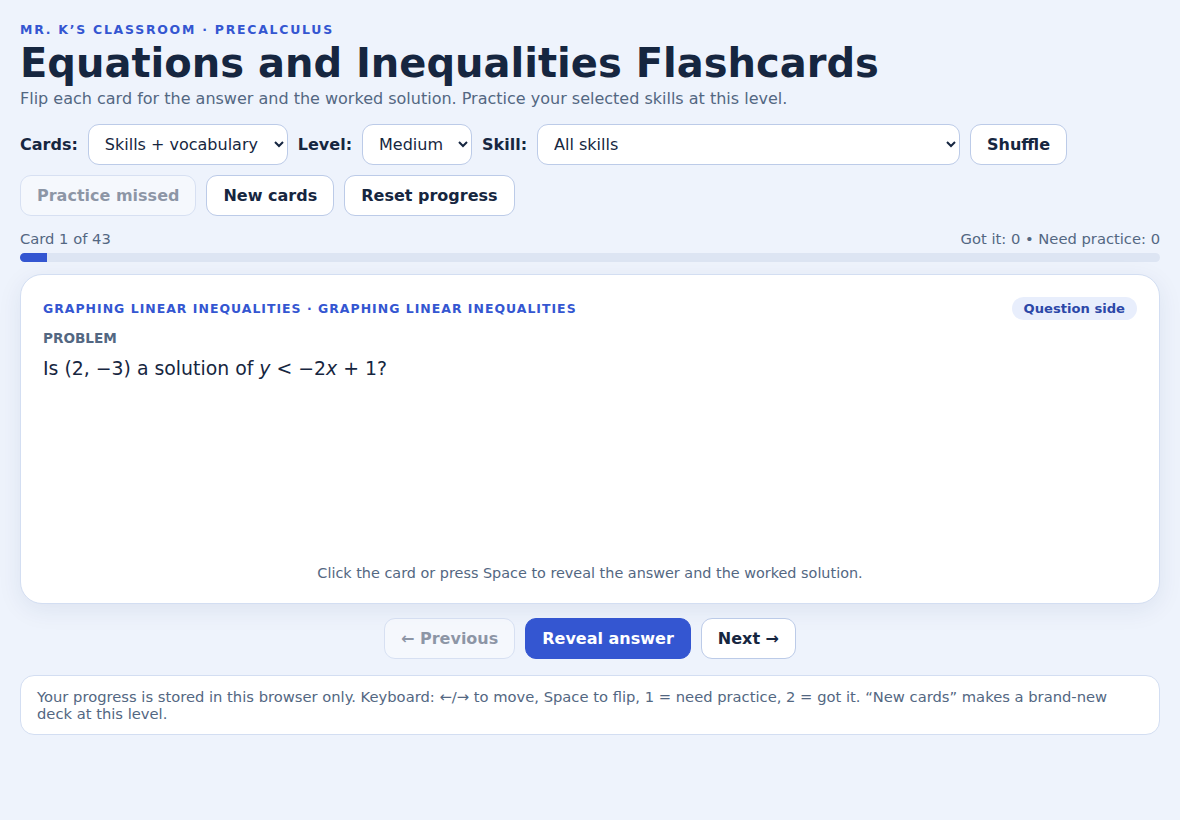 MR. K’S CLASSROOM · PRECALCULUS
Equations and Inequalities Flashcards
Flip each card for the answer and the worked solution. Practice your selected skills at this level.
Cards: Skills + vocabulary Level: Medium Skill: All skills Shuffle
Practice missed New cards Reset progress
Card 1 of 43 Got it: 0 • Need practice: 0
GRAPHING LINEAR INEQUALITIES · GRAPHING LINEAR INEQUALITIES Question side
PROBLEM
Is (2, −3) a solution of y < −2x + 1?
Click the card or press Space to reveal the answer and the worked solution.
← Previous Reveal answer Next →
Your progress is stored in this browser only. Keyboard: ←/→ to move, Space to flip, 1 = need practice, 2 = got it. “New cards” makes a brand-new
deck at this level.